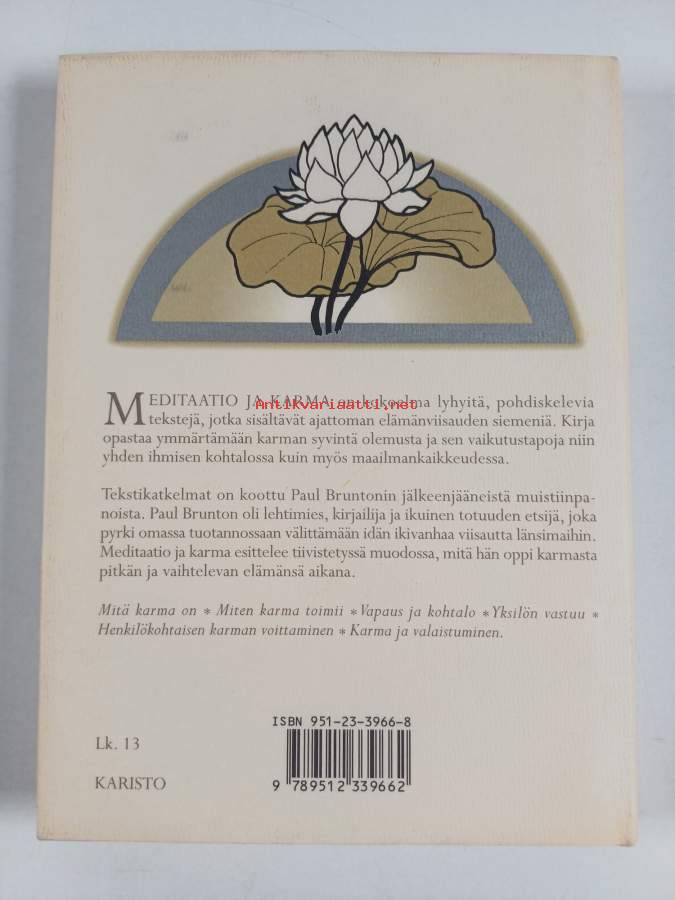 MEDITAATIO JA KARMA on kokoelma lyhyitä, pohdiskelevia
tekstejä, jotka sisältävät ajattoman elämänviisauden siemeniä. Kirja
opastaa ymmärtämään karman syvintä olemusta ja sen vaikutustapoja niin
yhden ihmisen kohtalossa kuin myös maailmankaikkeudessa.
Antikvariaatti.net
Tekstikatkelmat on koottu Paul Bruntonin jälkeenjääneistä muistiinpa-
noista. Paul Brunton oli lehtimies, kirjailija ja ikuinen totuuden etsijä, joka
pyrki omassa tuotannossaan välittämään idän ikivanhaa viisautta länsimaihin.
Meditaatio ja karma esittelee tiivistetyssä muodossa, mitä hän oppi karmasta
pitkän ja vaihtelevan elämänsä aikana.
Mitä karma on * Miten karma toimii * Vapaus ja kohtalo * Yksilön vastuu *
Henkilökohtaisen karman voittaminen * Karma ja valaistuminen.
ISBN 951-23-3966-8
Lk. 13
KARISTO
9 789512 339662